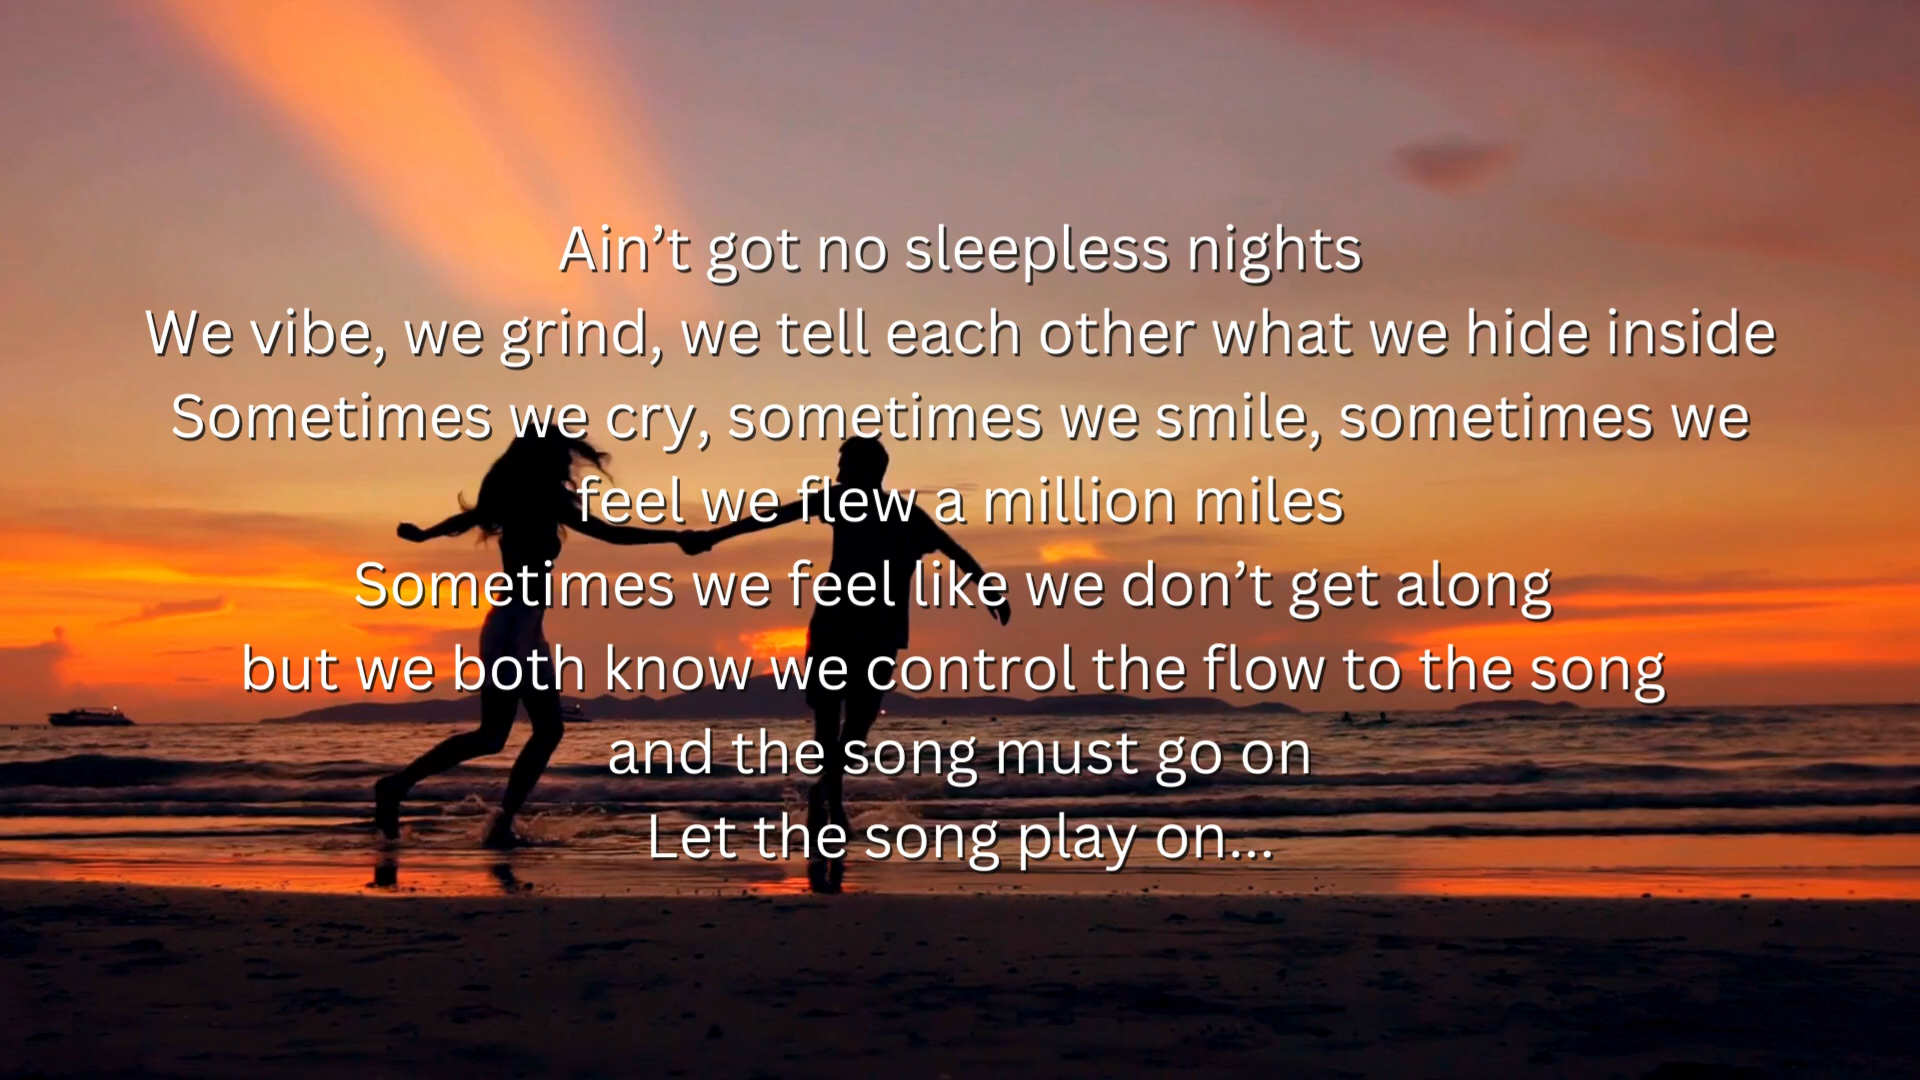 Ain’t got no sleepless nights
We vibe, we grind, we tell each other what we hide inside
Sometimes we cry, sometimes we smile, sometimes we
feel we flew a million miles
Sometimes we feel like we don’t get along
but we both know we control the flow to the song
and the song must go on
Let the song play on...